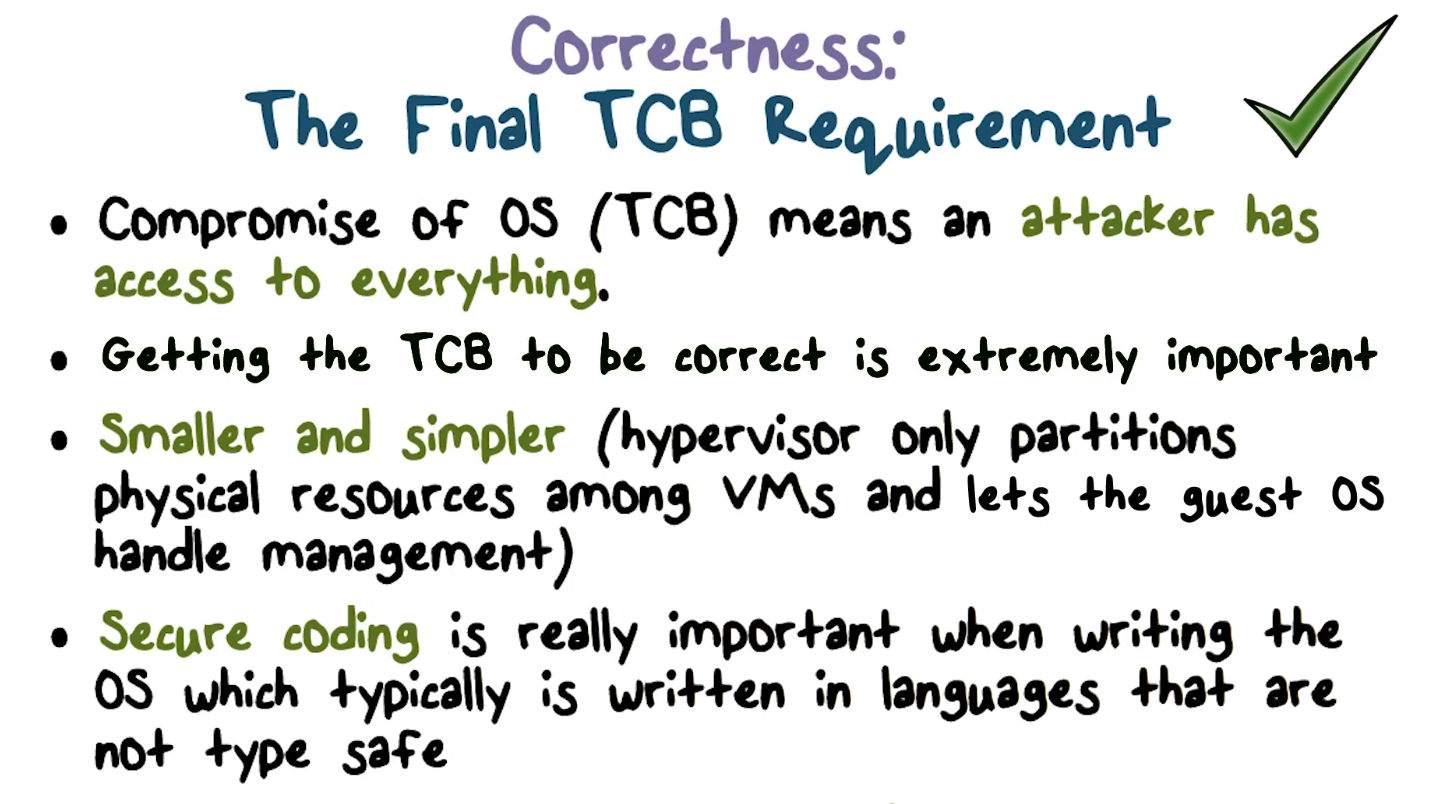 Correctness:
The Final TCB Requirement
• Compromise of OS (TCB) means an attacker has
access to everything.
• Getting the TCB to be correct is extremely important
• Smaller and simpler (hypervisor only partitions
physical resources among VMs and lets the guest OS
handle management)
• Secure coding is really important when writing the
OS which typically is written in languages that are
not type safe